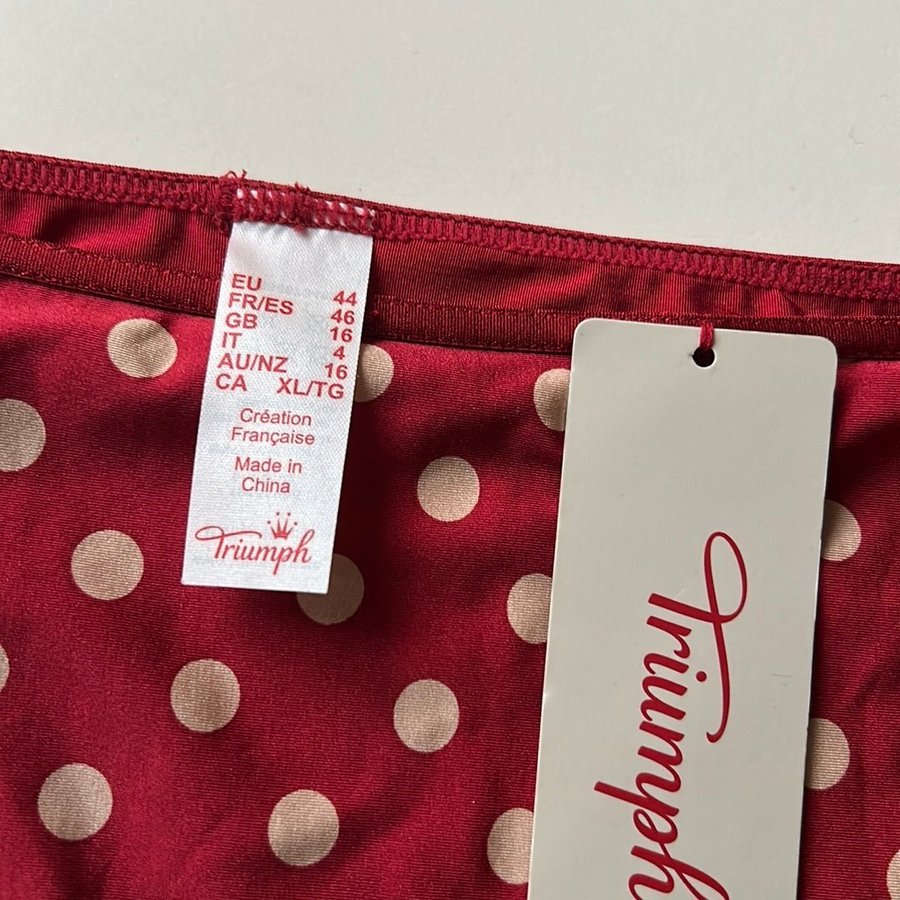 EU 44
FR/ES 46
GB 16
IT 4
AU/NZ 16
CA XL/TG
Création
Française
Made in
China
Triumph
Triumph